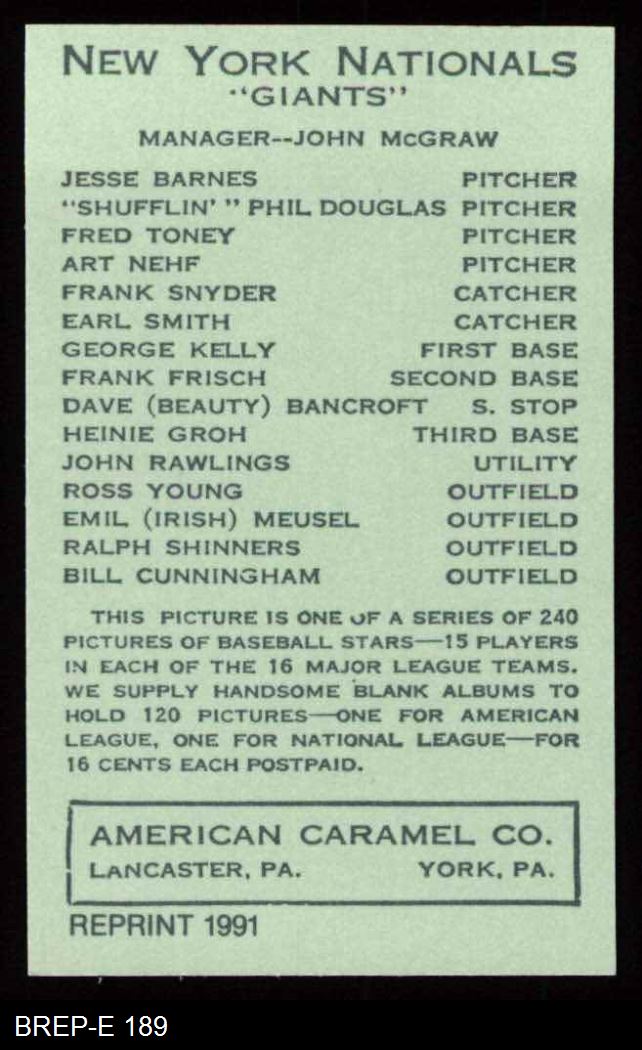 NEW YORK NATIONALS
"GIANTS"
MANAGER--JOHN McGRAW
JESSE BARNES PITCHER
"SHUFFLIN' " PHIL DOUGLAS PITCHER
FRED TONEY PITCHER
ART NEHF PITCHER
FRANK SNYDER CATCHER
EARL SMITH CATCHER
GEORGE KELLY FIRST BASE
FRANK FRISCH SECOND BASE
DAVE (BEAUTY) BANCROFT S. STOP
HEINIE GROH THIRD BASE
JOHN RAWLINGS UTILITY
ROSS YOUNG OUTFIELD
EMIL (IRISH) MEUSEL OUTFIELD
RALPH SHINNERS OUTFIELD
BILL CUNNINGHAM OUTFIELD
THIS PICTURE IS ONE OF A SERIES OF 240
PICTURES OF BASEBALL STARS—15 PLAYERS
IN EACH OF THE 16 MAJOR LEAGUE TEAMS.
WE SUPPLY HANDSOME BLANK ALBUMS TO
HOLD 120 PICTURES—ONE FOR AMERICAN
LEAGUE, ONE FOR NATIONAL LEAGUE—FOR
16 CENTS EACH POSTPAID.
AMERICAN CARAMEL CO.
LANCASTER, PA. YORK, PA.
REPRINT 1991
BREP-E 189